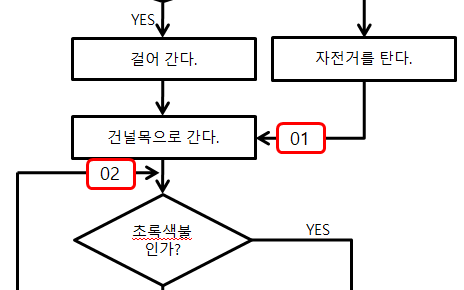 YES
걸어 간다.
자전거를 탄다.
건널목으로 간다.
01
02
초록색불
인가?
YES